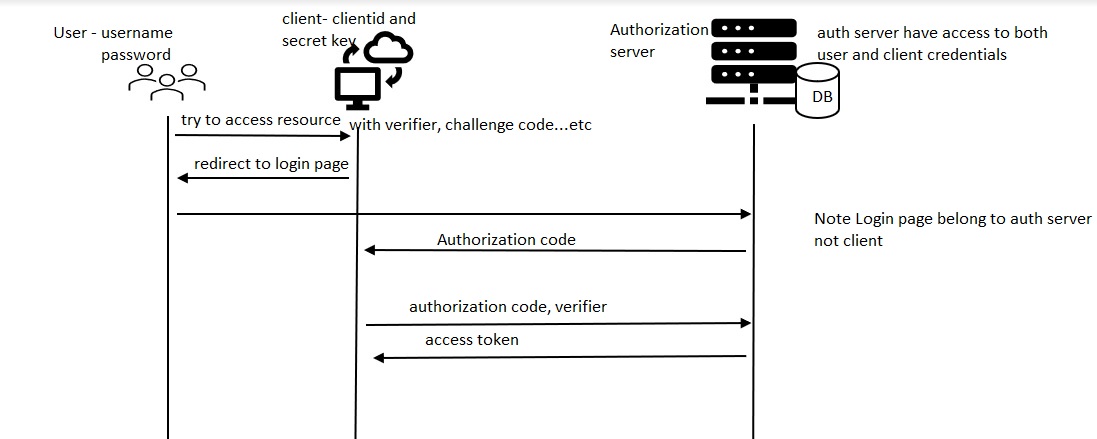 User - username
password
client- clientid and
secret key
Authorization
server
auth server have access to both
user and client credentials
DB
try to access resource
with verifier, challenge code...etc
redirect to login page
Note Login page belong to auth server
not client
Authorization code
authorization code, verifier
access token